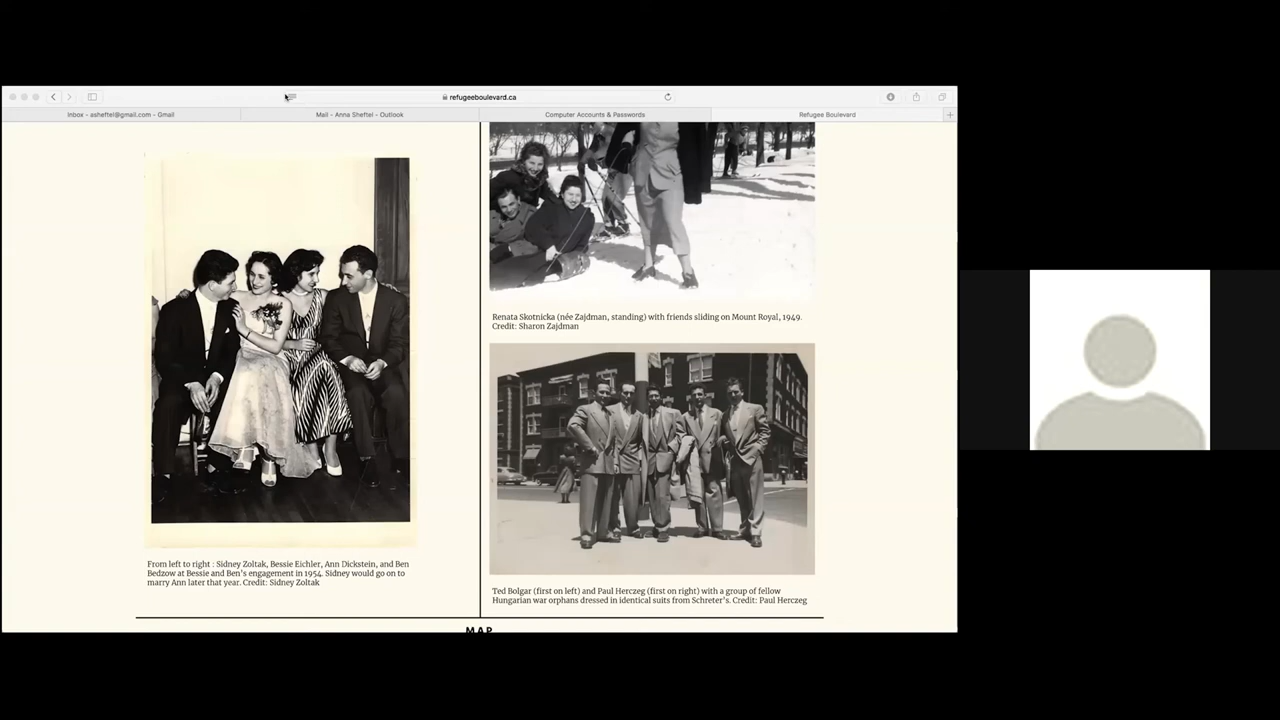 refugeeboulevard.ca
Inbox - asheftel@gmail.com - Gmail
Mail - Anna Sheftel - Outlook
Computer Accounts & Passwords
Refugee Boulevard
From left to right : Sidney Zoltak, Bessie Eichler, Ann Dickstein, and Ben
Bedzow at Bessie and Ben's engagement in 1954. Sidney would go on to
marry Ann later that year. Credit: Sidney Zoltak
Renata Skotnicka (née Zajdman, standing) with friends sliding on Mount Royal, 1949.
Credit: Sharon Zajdman
Ted Bolgar (first on left) and Paul Herczeg (first on right) with a group of fellow
Hungarian war orphans dressed in identical suits from Schreter's. Credit: Paul Herczeg
MAP